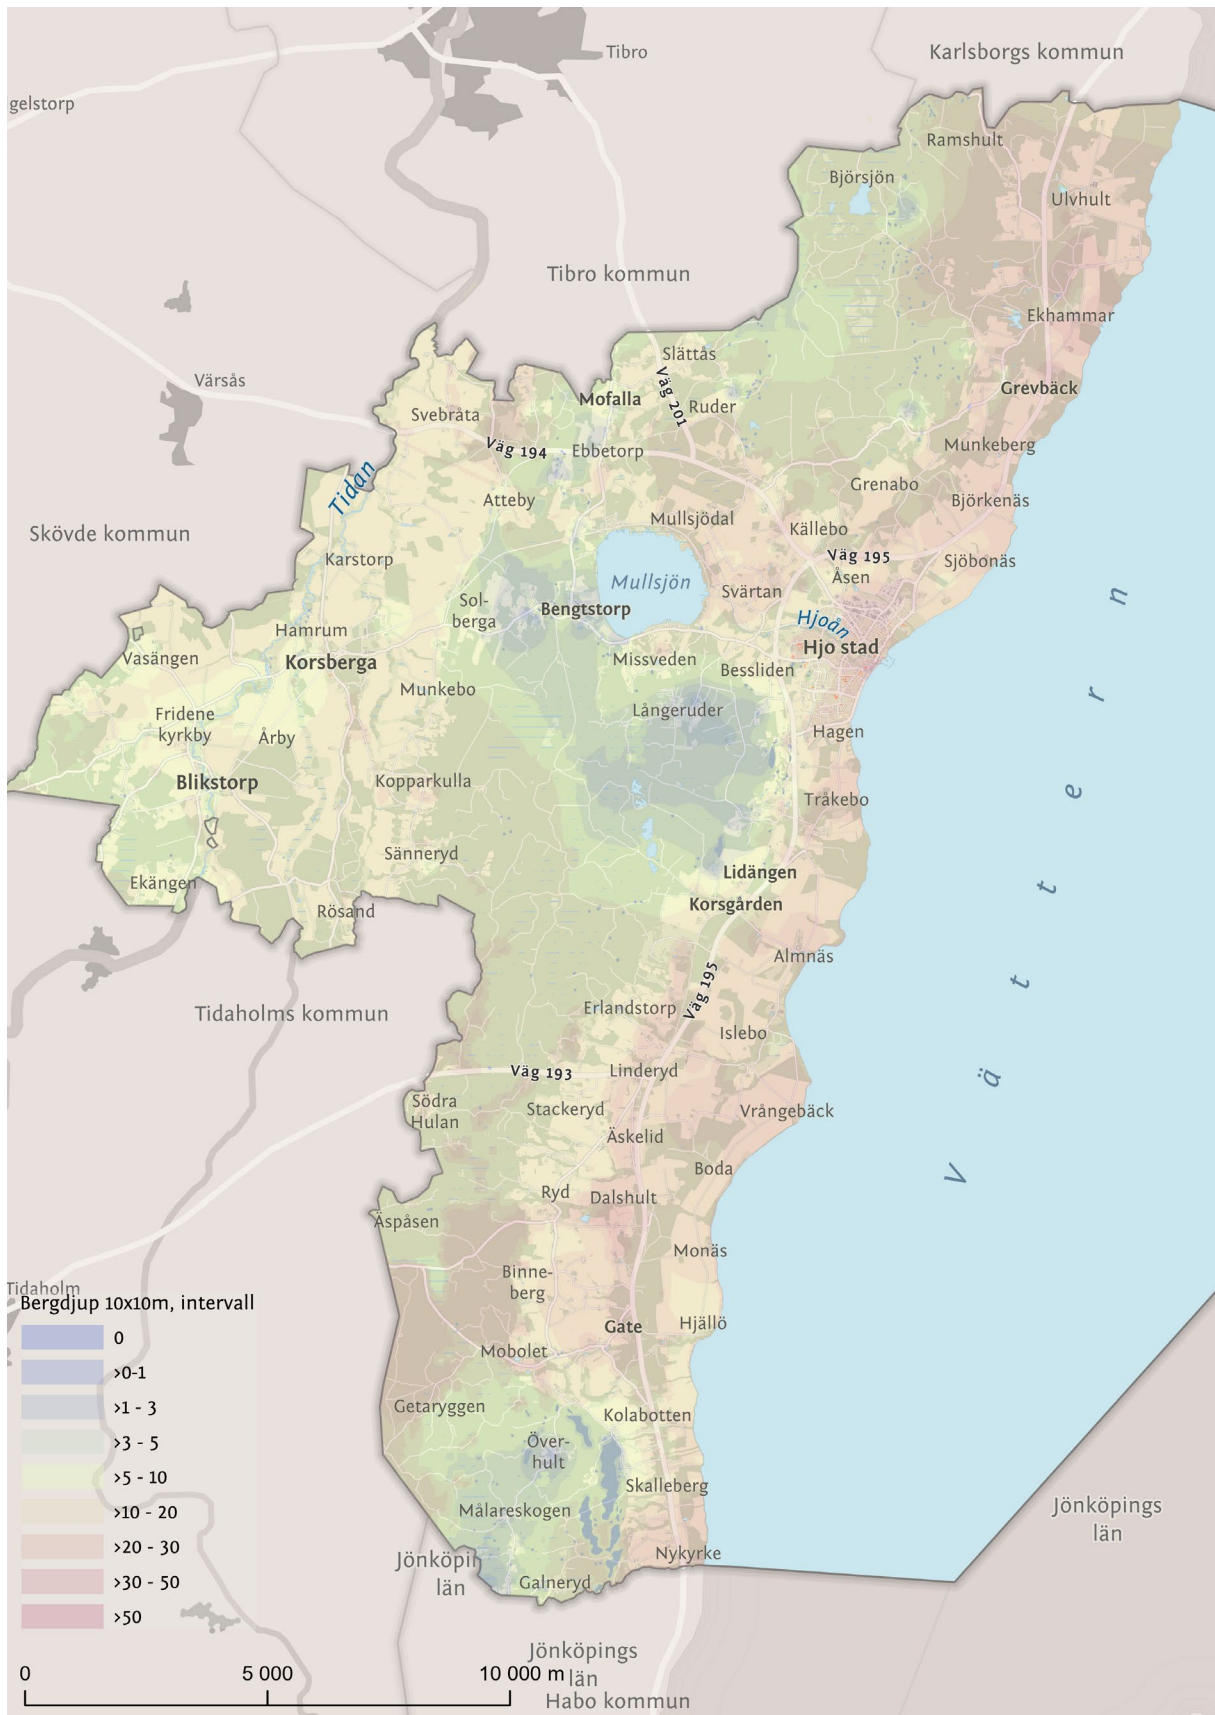 Karlsborgs kommun
Tibro
gelstorp
Ramshult
Björsjön
Ulvhult
Tibro kommun
Ekhammar
Slättås
Värsås
Grevbäck
Mofalla
Väg 201
Ruder
Svebråta
Väg 194
Ebbetorp
Munkeberg
Tidan
Grenabo
Atteby
Björkenäs
Mullsjödal
Källebo
Skövde kommun
Väg 195
Karstorp
Sjöbonäs
Åsen
Mullsjön
Svärtan
Sol-
berga
Bengtstorp
Hjoån
Hamrum
Hjo stad
Vasängen
Korsberga
Missveden
Bessliden
Munkebo
Långeruder
Fridene
kyrkby
Årby
Hagen
Blikstorp
Kopparkulla
Tråkebo
Sänneryd
Lidängen
Ekängen
Korsgården
Rösand
Almnäs
Vättern
Väg 195
Erlandstorp
Tidaholms kommun
Islebo
Väg 193
Linderyd
Södra
Hulan
Stackeryd
Vrångebäck
Äskelid
Boda
Ryd
Dalshult
Äspåsen
Monäs
Binne-
berg
Tidaholm
Bergdjup 10x10m, intervall
0
>0-1
>1 - 3
>3 - 5
>5 - 10
>10 - 20
>20 - 30
>30 - 50
>50
Gate
Hjällö
Mobolet
Getaryggen
Kolabotten
Över-
hult
Skalleberg
Målareskogen
Jönköpings
län
Nykyrke
Jönköpi
län
Galneryd
Jönköpings
län
Habo kommun
0 5 000 10 000 m